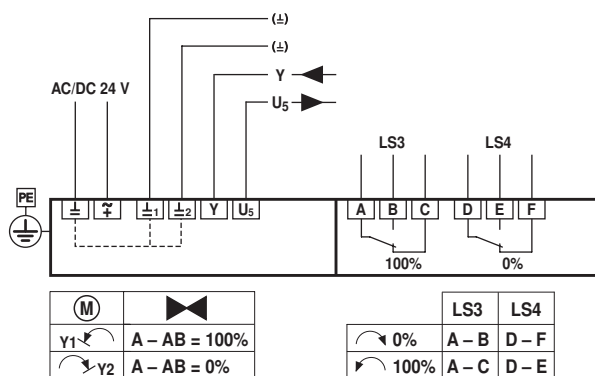 (⊥)
(⊥)
Y
U5
AC/DC 24 V
LS3 LS4
PE
⊥ ≂+ ⊥1 ⊥2 Y U5 A B C D E F
100% 0%
M
Y1 A – AB = 100%
Y2 A – AB = 0%
LS3 LS4
0% A – B D – F
100% A – C D – E